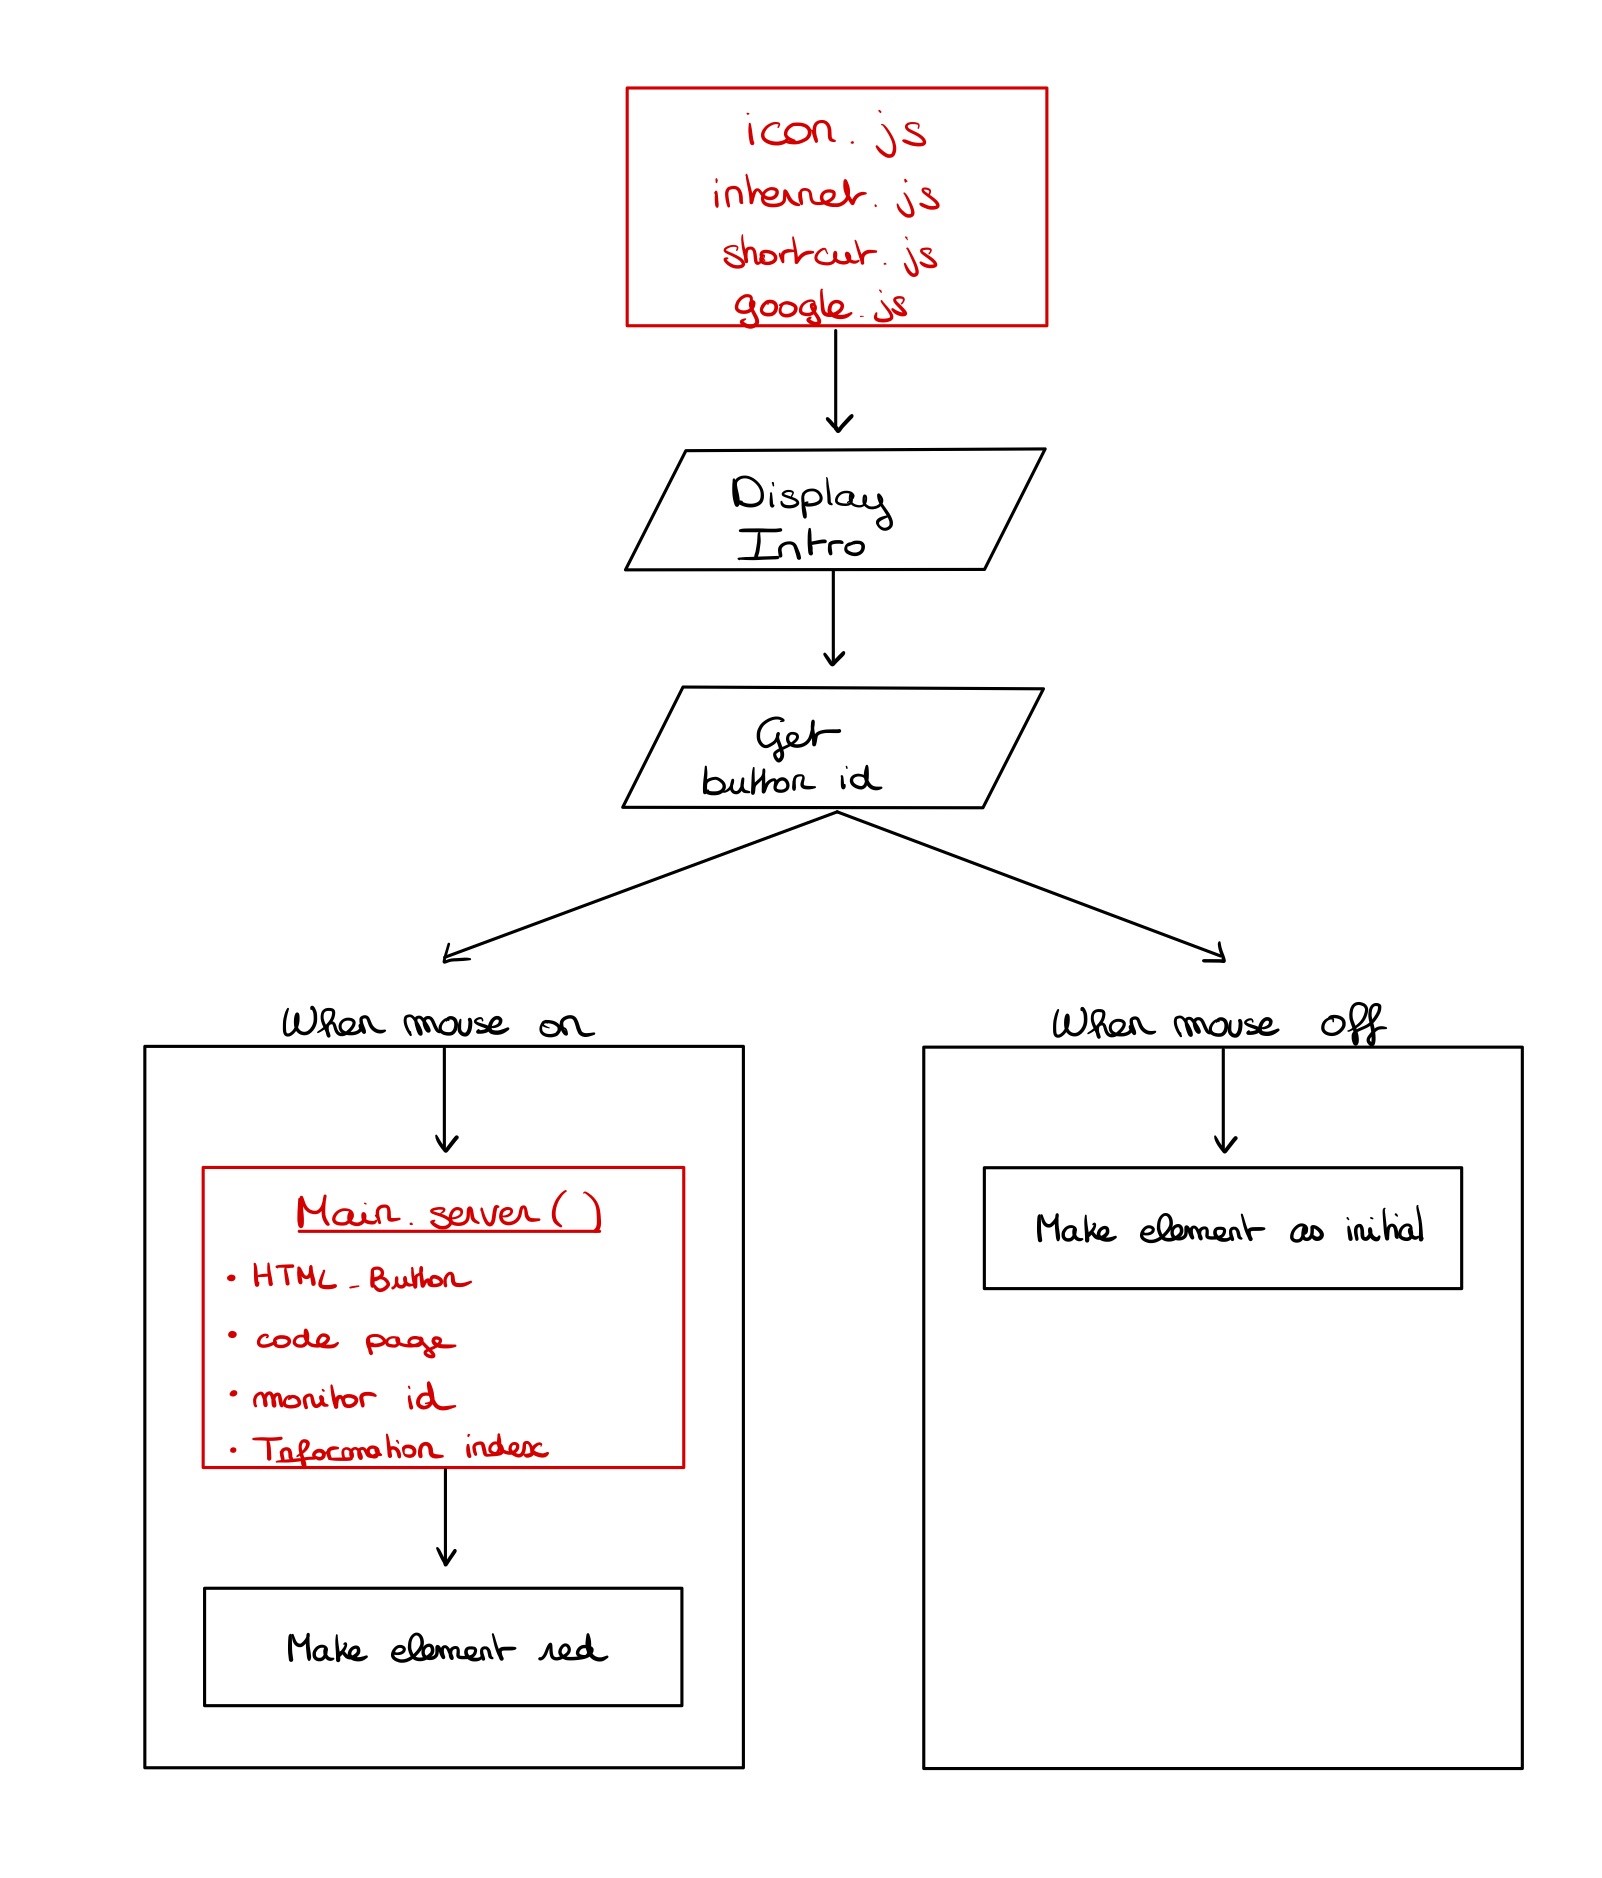 icon.js
internet.js
shortcut.js
google.js
Display
Intro
Get
button id
When mouse on
When mouse off
Main.server()
• HTML_Button
• code page
• monitor id
• Information index
Make element red
Make element as initial